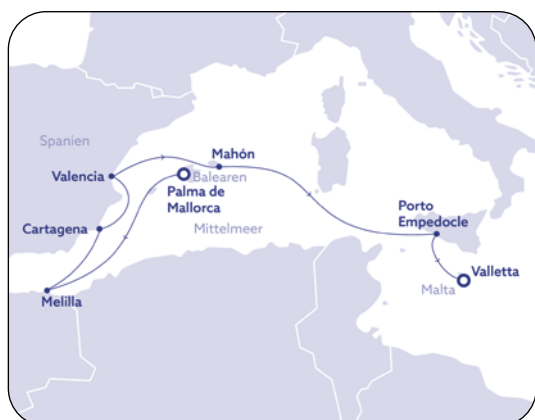 Spanien
Mahón
Valencia
Balearen
Palma de
Mallorca
Cartagena
Mittelmeer
Porto
Empedocle
Valletta
Malta
Melilla